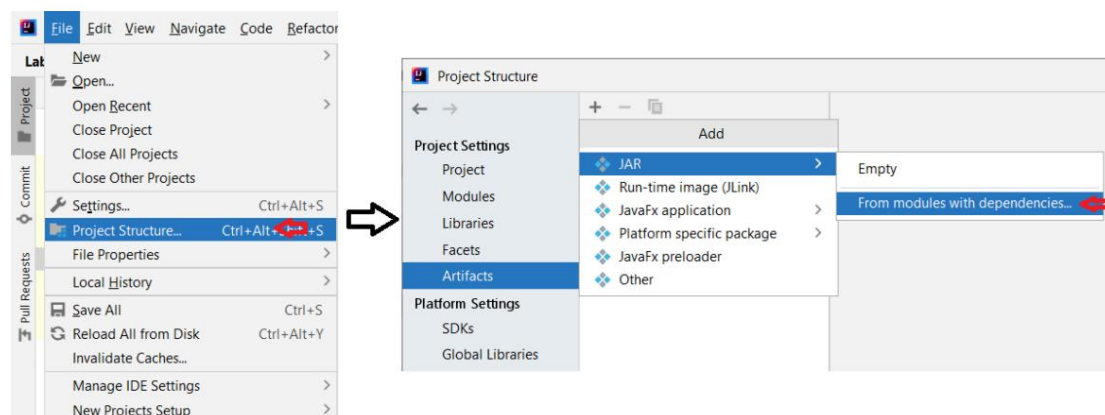 File Edit View Navigate Code Refactor
Lab
Project
Commit
Pull Requests
New
Open...
Open Recent
Close Project
Close All Projects
Close Other Projects
Settings... Ctrl+Alt+S
Project Structure... Ctrl+Alt+ +S
File Properties
Local History
Save All Ctrl+S
Reload All from Disk Ctrl+Alt+Y
Invalidate Caches...
Manage IDE Settings
New Projects Setup
Project Structure
Project Settings
Project
Modules
Libraries
Facets
Artifacts
Platform Settings
SDKs
Global Libraries
Add
JAR
Run-time image (JLink)
JavaFx application
Platform specific package
JavaFx preloader
Other
Empty
From modules with dependencies...